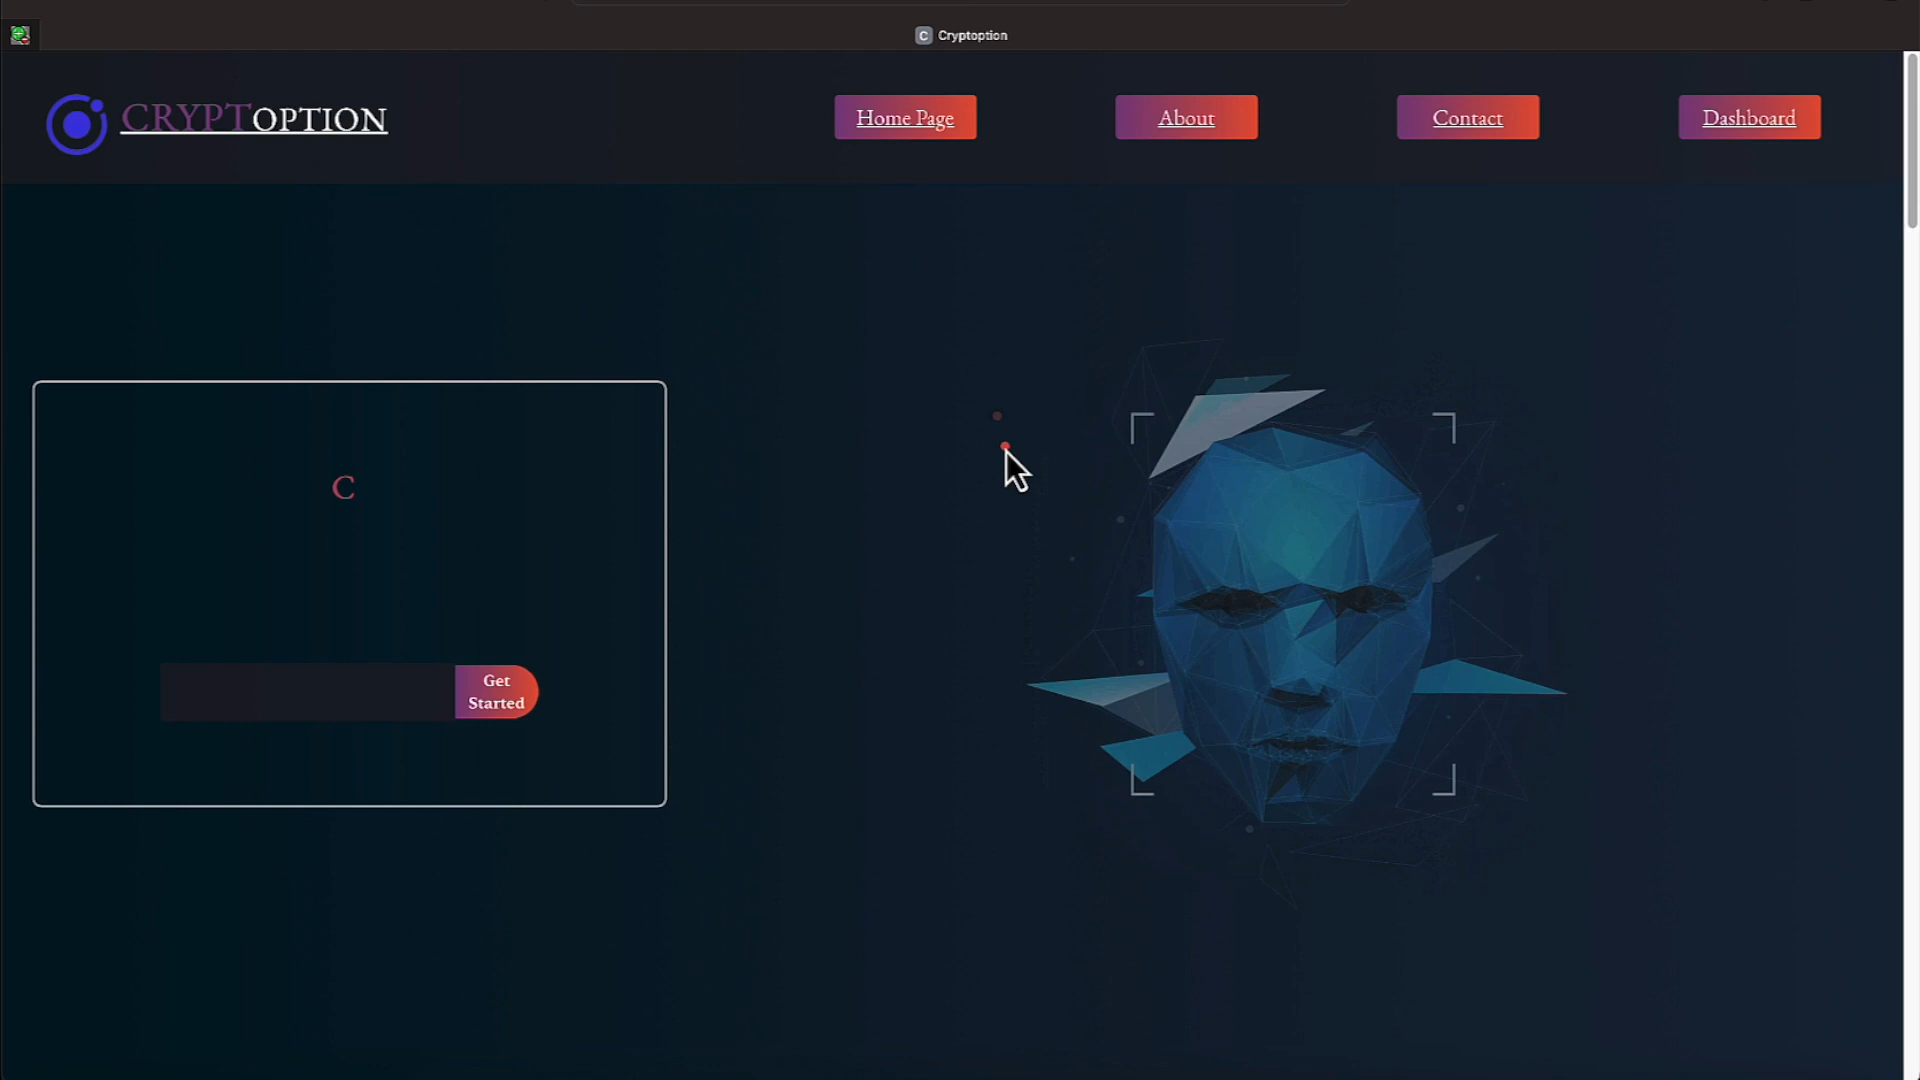 C Cryptoption
CRYPTOPTION
Home Page
About
Contact
Dashboard
C
Get
Started